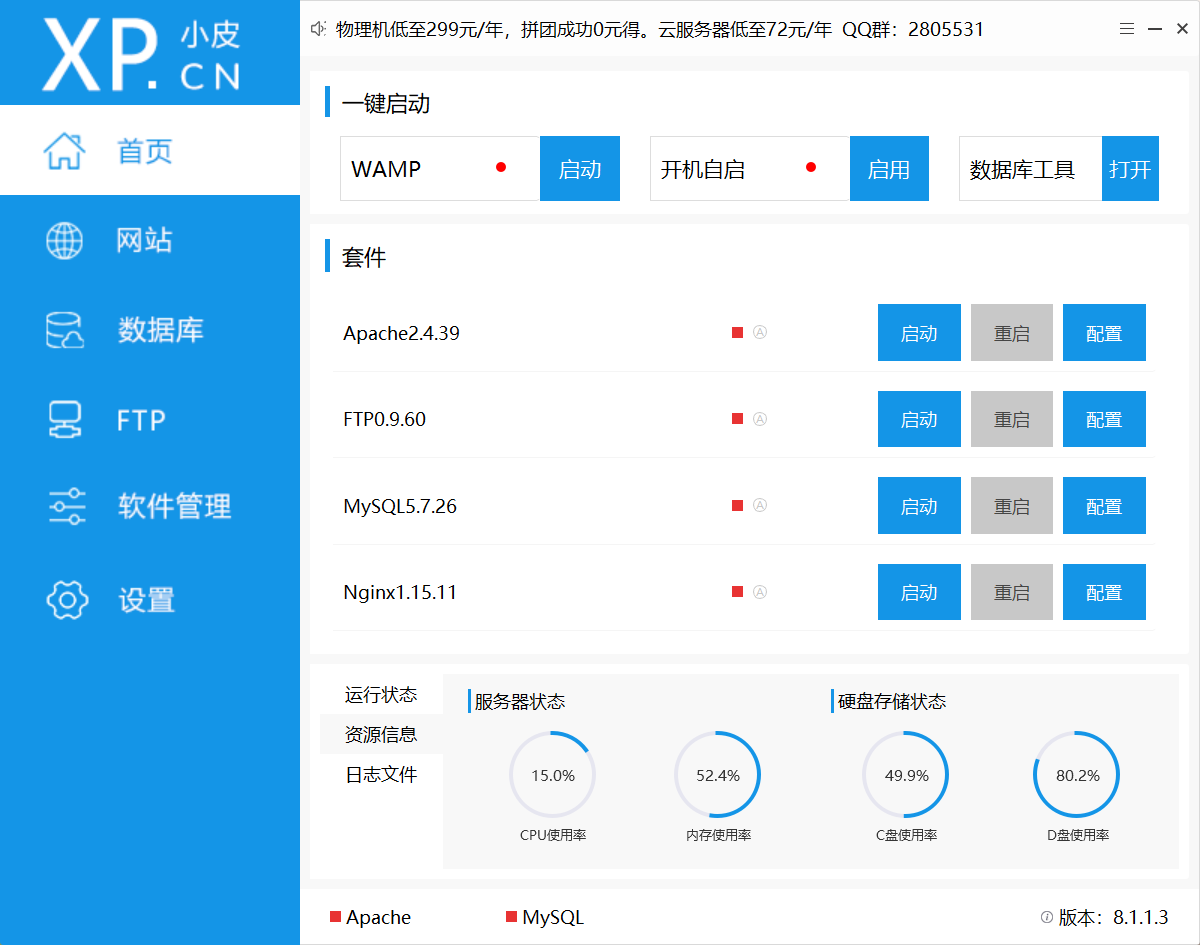 XP.小皮CN
物理机低至299元/年，拼团成功0元得。云服务器低至72元/年 QQ群：2805531
首页
网站
数据库
FTP
软件管理
设置
一键启动
WAMP 启动 开机自启 启用 数据库工具 打开
套件
Apache2.4.39 A 启动 重启 配置
FTP0.9.60 A 启动 重启 配置
MySQL5.7.26 A 启动 重启 配置
Nginx1.15.11 A 启动 重启 配置
运行状态
资源信息
日志文件
服务器状态 硬盘存储状态
15.0% 52.4% 49.9% 80.2%
CPU使用率 内存使用率 C盘使用率 D盘使用率
Apache MySQL 版本：8.1.1.3